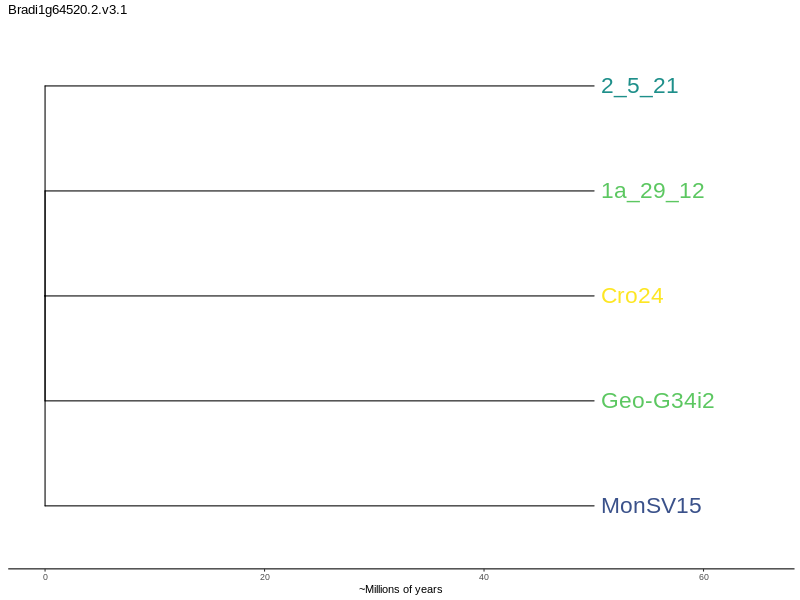 Bradi1g64520.2.v3.1
2_5_21
1a_29_12
Cro24
Geo-G34i2
MonSV15
0 20 40 60
~Millions of years